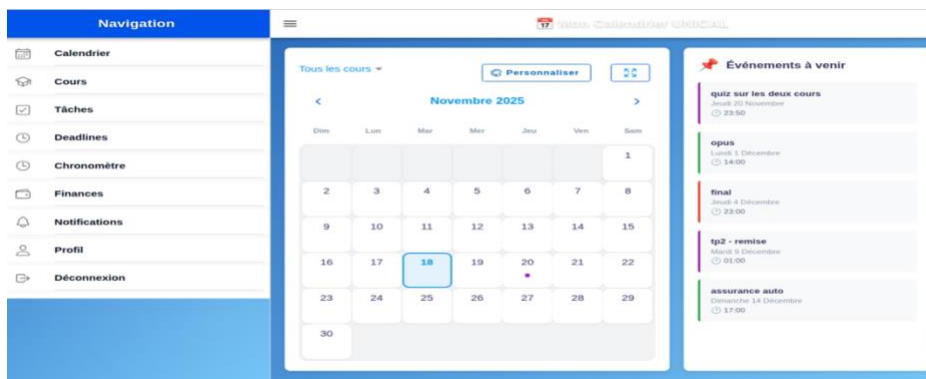 Navigation
Calendrier
Cours
Tâches
Deadlines
Chronomètre
Finances
Notifications
Profil
Déconnexion
17 Mon Calendrier UNICAL
Tous les cours
Personnaliser
Novembre 2025
Dim Lun Mar Mer Jeu Ven Sam
1
2 3 4 5 6 7 8
9 10 11 12 13 14 15
16 17 18 19 20 21 22
23 24 25 26 27 28 29
30
Événements à venir
quiz sur les deux cours
Jeudi 20 Novembre
23:50
opus
Lundi 1 Décembre
14:00
final
Jeudi 4 Décembre
23:00
tp2 - remise
Mardi 9 Décembre
01:00
assurance auto
Dimanche 14 Décembre
17:00